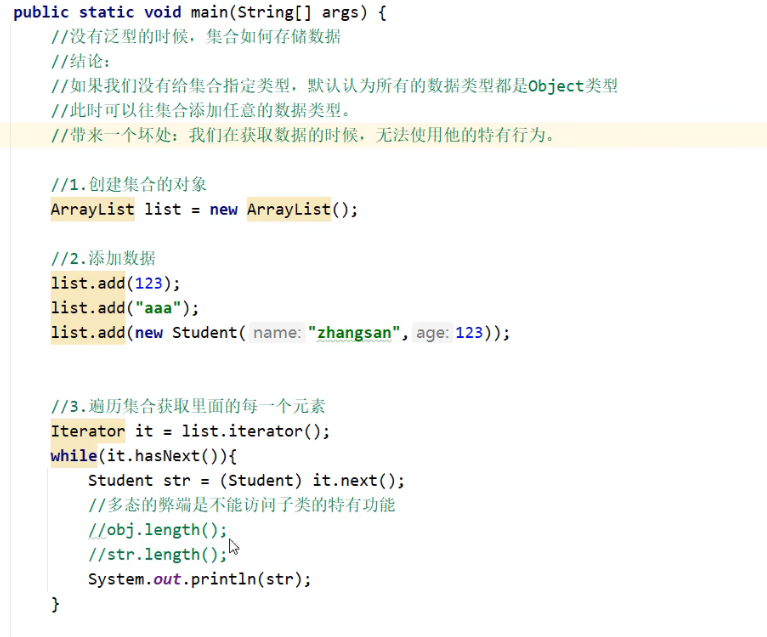 public static void main(String[] args) {
//没有泛型的时候，集合如何存储数据
//结论：
//如果我们没有给集合指定类型，默认认为所有的数据类型都是Object类型
//此时可以往集合添加任意的数据类型。
//带来一个坏处：我们在获取数据的时候，无法使用他的特有行为。
//1.创建集合的对象
ArrayList list = new ArrayList();
//2.添加数据
list.add(123);
list.add("aaa");
list.add(new Student( name: "zhangsan", age: 123));
//3.遍历集合获取里面的每一个元素
Iterator it = list.iterator();
while(it.hasNext()){
Student str = (Student) it.next();
//多态的弊端是不能访问子类的特有功能
//obj.length();
//str.length();
System.out.println(str);
}